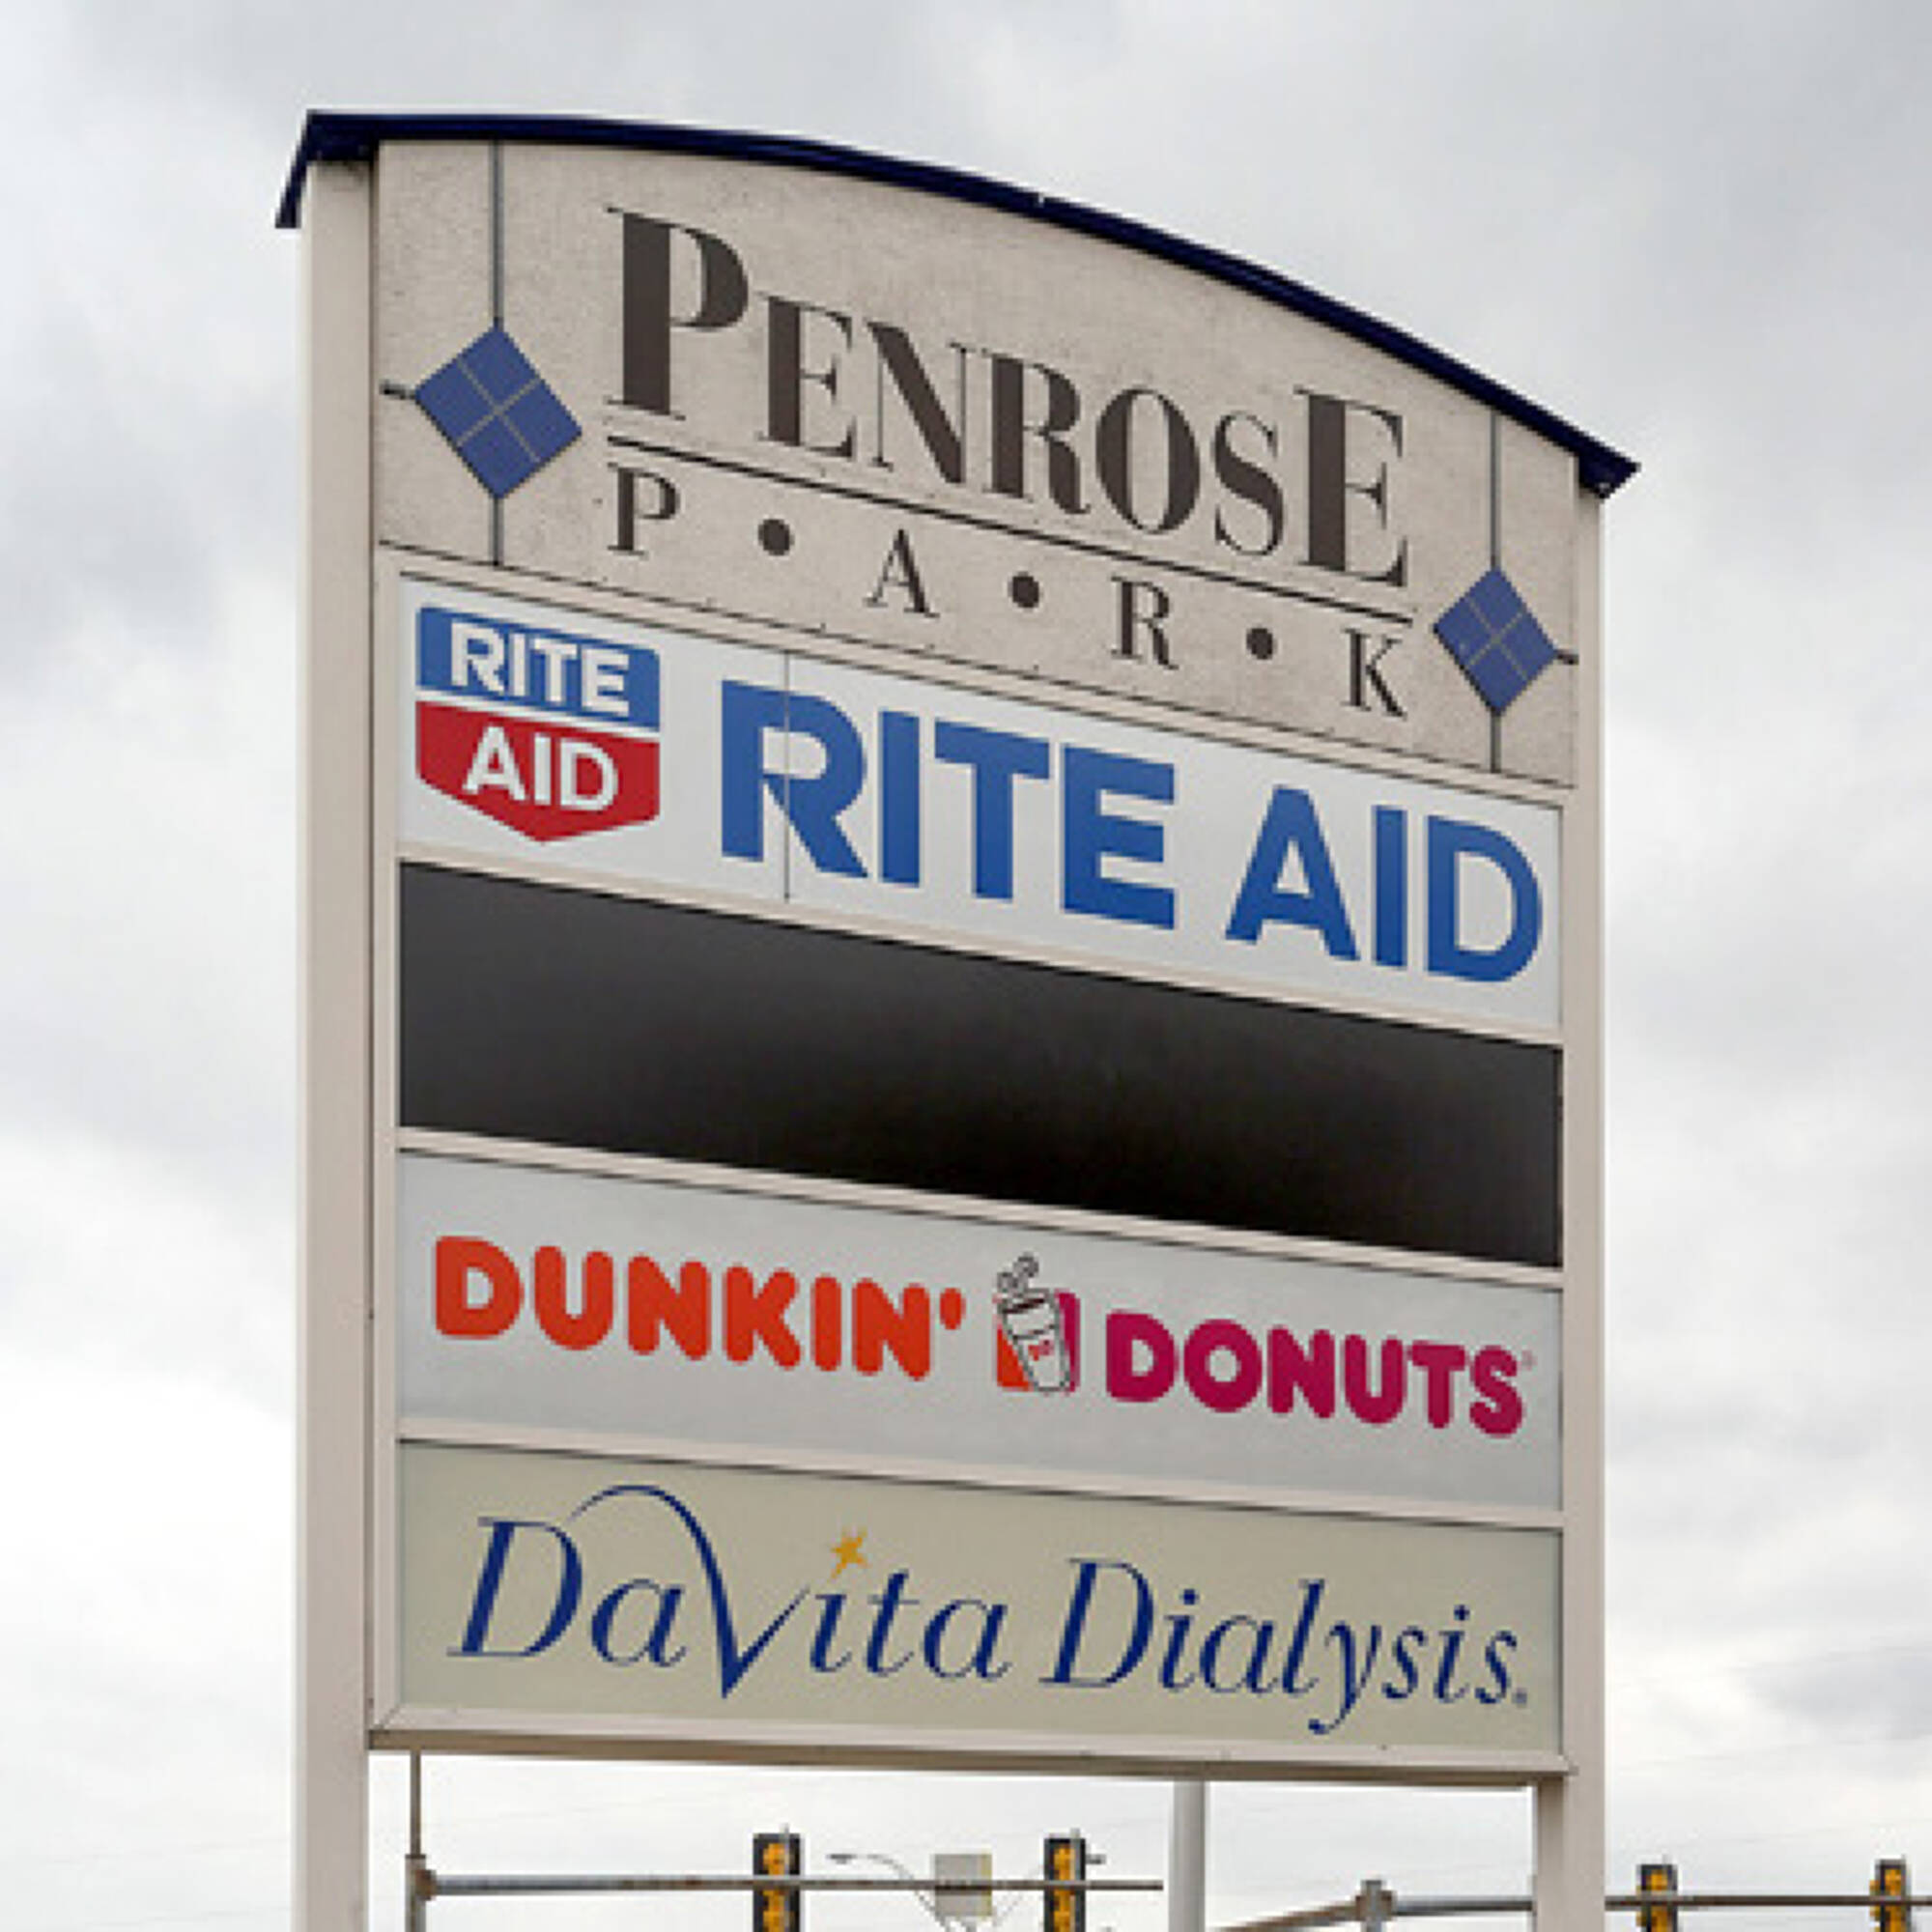 PENROSE
P • A • R • K
RITE
AID
RITE AID
DUNKIN' DONUTS
DaVita Dialysis®